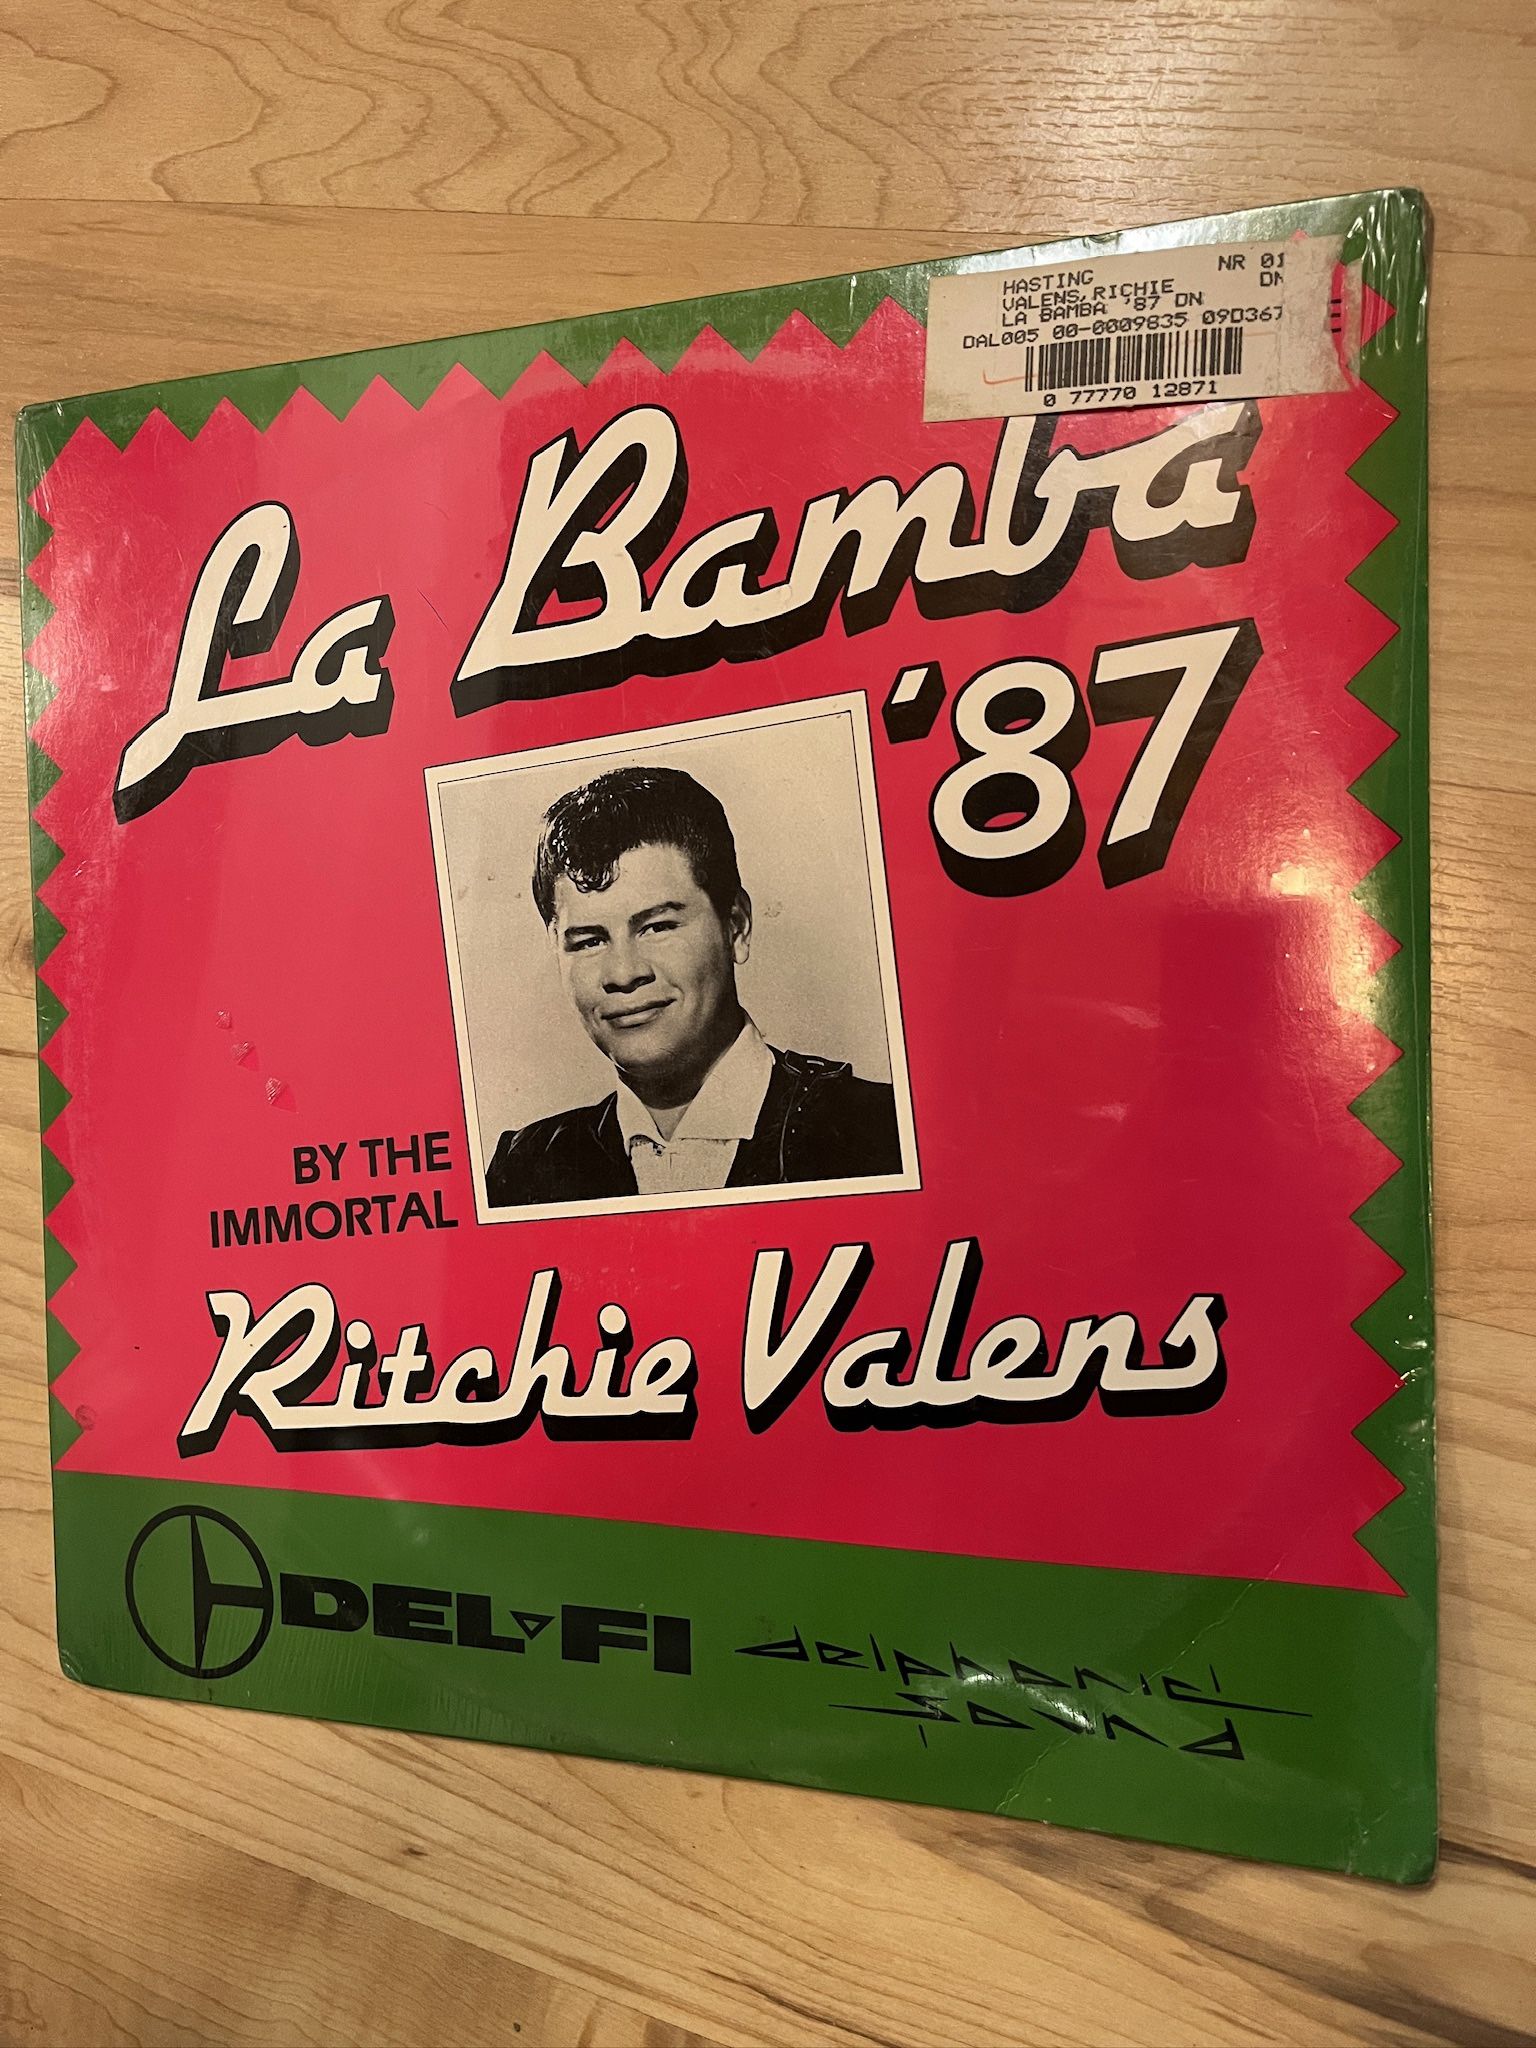 HASTING NR 01
VALENS,RICHIE DN
LA BAMBA '87 DN
DAL005 00-0009835 09D367
0 77770 12871
La Bamba
'87
BY THE
IMMORTAL
Ritchie Valens
DEL-FI
delphonic
sound